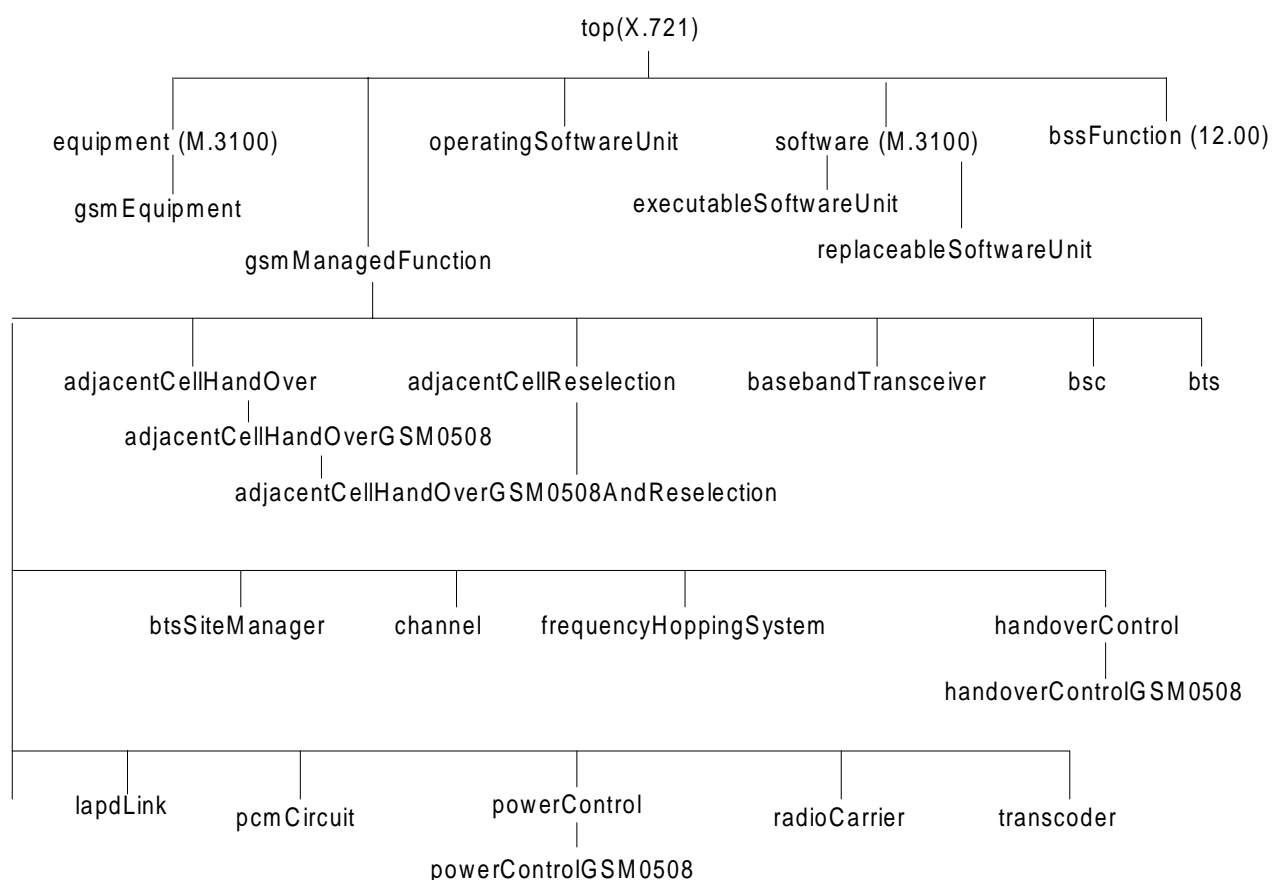 top(X.721)
equipment (M.3100)
operatingSoftwareUnit
software (M.3100)
bssFunction (12.00)
gsmEquipment
executableSoftwareUnit
replaceableSoftwareUnit
gsmManagedFunction
adjacentCellHandOver
adjacentCellReselection
basebandTransceiver
bsc
bts
adjacentCellHandOverGSM0508
adjacentCellHandOverGSM0508AndReselection
btsSiteManager
channel
frequencyHoppingSystem
handoverControl
handoverControlGSM0508
lapdLink
pcmCircuit
powerControl
radioCarrier
transcoder
powerControlGSM0508